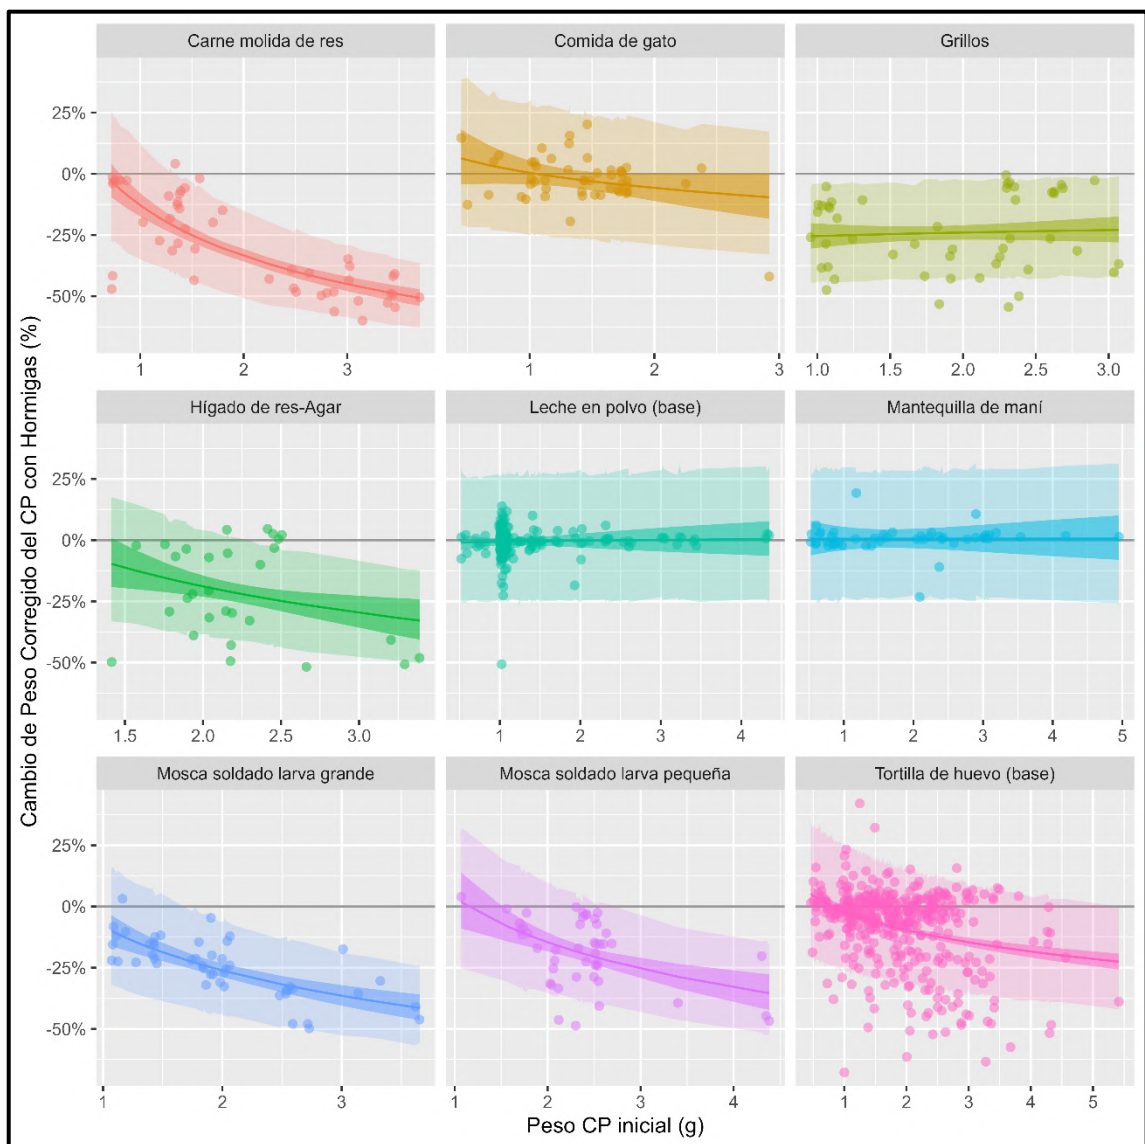 Cambio de Peso Corregido del CP con Hormigas (%)
Carne molida de res
Comida de gato
Grillos
25%
0%
-25%
-50%
1 2 3
1 2 3
1.0 1.5 2.0 2.5 3.0
Hígado de res-Agar
Leche en polvo (base)
Mantequilla de maní
25%
0%
-25%
-50%
1.5 2.0 2.5 3.0
1 2 3 4
1 2 3 4 5
Mosca soldado larva grande
Mosca soldado larva pequeña
Tortilla de huevo (base)
25%
0%
-25%
-50%
1 2 3
1 2 3 4
1 2 3 4 5
Peso CP inicial (g)